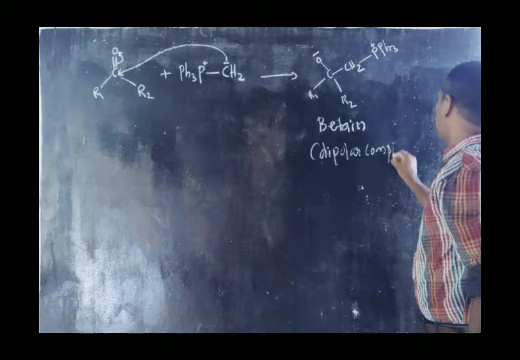 O
C + Ph₃P⁺—C̄H₂ ⟶ Ō C CH₂ P⁺Ph₃
R₁ R₂ R₁ R₂
Betain
(dipolar comp